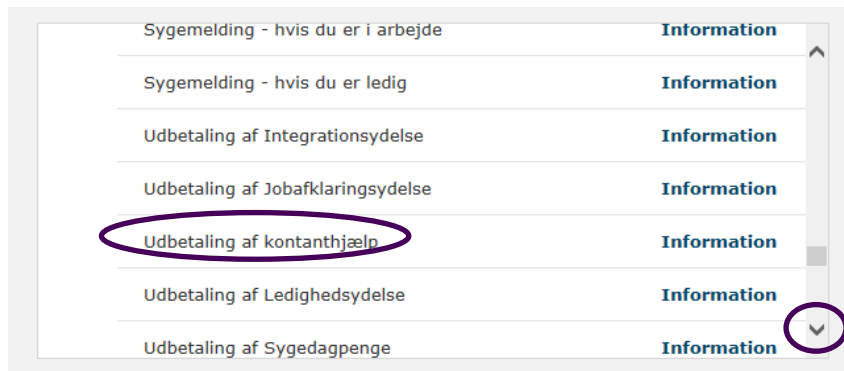 Sygemelding - hvis du er i arbejde Information
Sygemelding - hvis du er ledig Information
Udbetaling af Integrationsydelse Information
Udbetaling af Jobafklaringsydelse Information
Udbetaling af kontanthjælp Information
Udbetaling af Ledighedsydelse Information
Udbetaling af Sygedagpenge Information